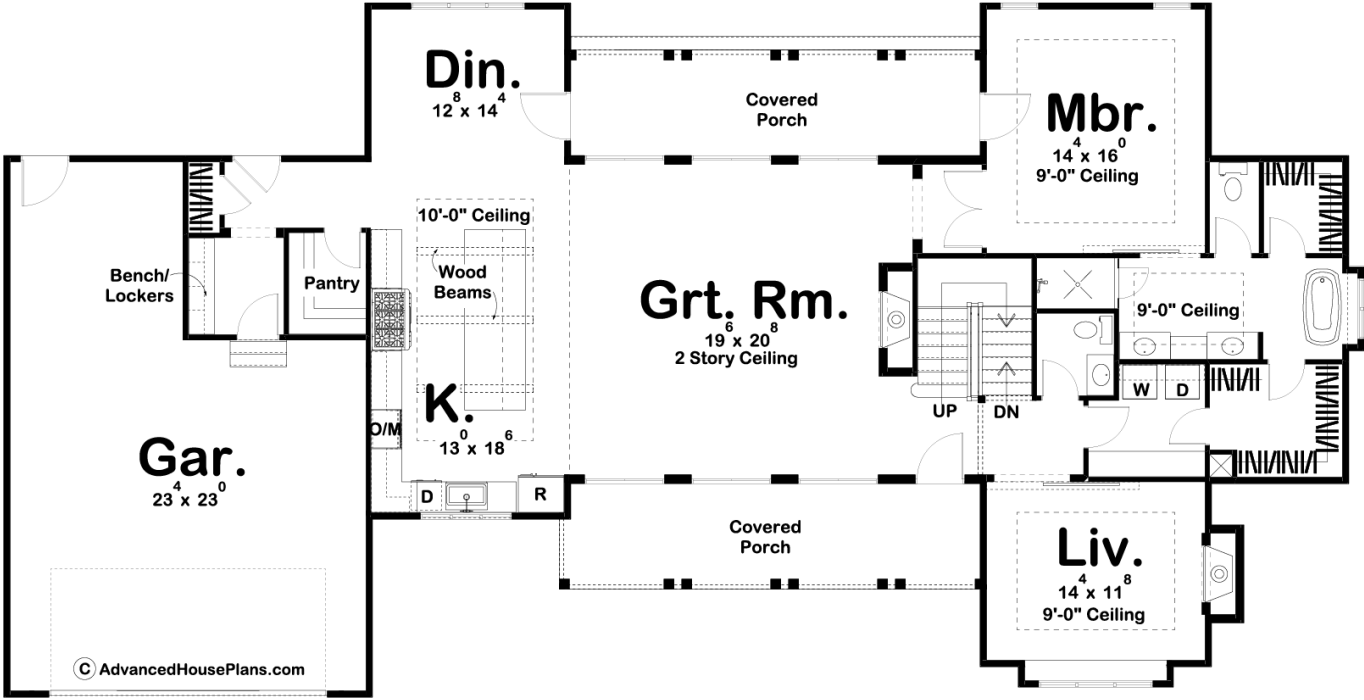 Din.
12⁸ x 14⁴
Covered
Porch
Mbr.
14⁴ x 16⁰
9'-0" Ceiling
10'-0" Ceiling
Bench/
Lockers
Pantry
Wood
Beams
Grt. Rm.
19⁶ x 20⁸
2 Story Ceiling
9'-0" Ceiling
K.
13⁰ x 18⁶
O/M
UP
DN
W
D
Gar.
23⁴ x 23⁰
D
R
Covered
Porch
Liv.
14⁴ x 11⁸
9'-0" Ceiling
C AdvancedHousePlans.com